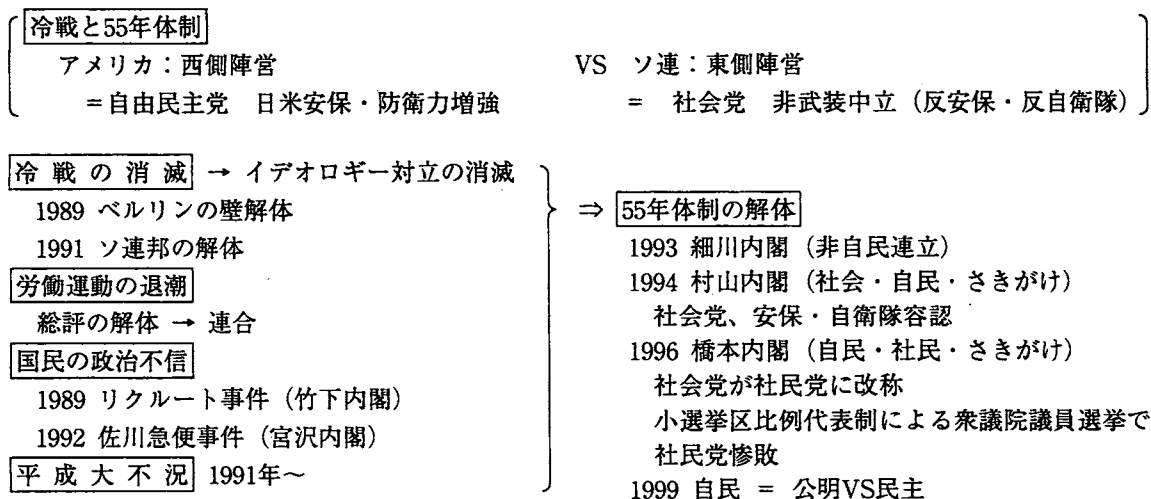 冷戦と55年体制
アメリカ：西側陣営 VS ソ連：東側陣営
＝自由民主党 日米安保・防衛力増強 ＝ 社会党 非武装中立（反安保・反自衛隊）
冷戦の消滅 → イデオロギー対立の消滅
1989 ベルリンの壁解体
1991 ソ連邦の解体
労働運動の退潮
総評の解体 → 連合
国民の政治不信
1989 リクルート事件（竹下内閣）
1992 佐川急便事件（宮沢内閣）
平成大不況 1991年～
⇒ 55年体制の解体
1993 細川内閣（非自民連立）
1994 村山内閣（社会・自民・さきがけ）
社会党、安保・自衛隊容認
1996 橋本内閣（自民・社民・さきがけ）
社会党が社民党に改称
小選挙区比例代表制による衆議院議員選挙で
社民党惨敗
1999 自民 ＝ 公明VS民主